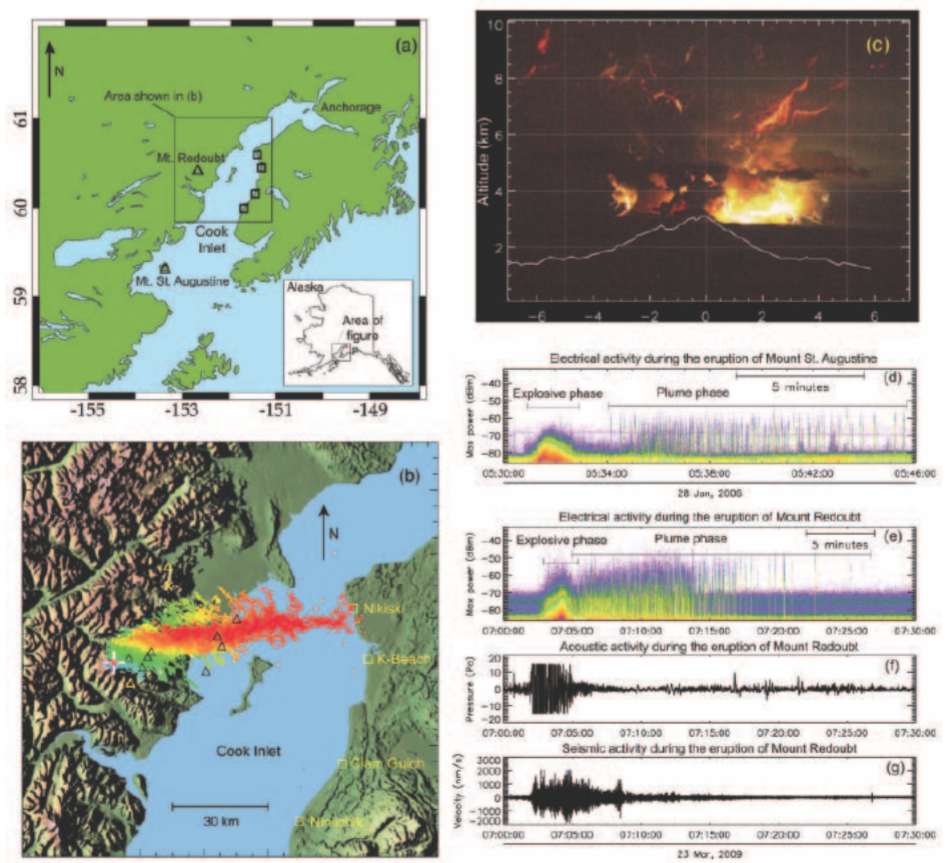 (a)
N
Area shown in (b)
Anchorage
Mt. Redoubt
Cook
Inlet
Mt. St. Augustine
Alaska
Area of
figure
61
60
59
58
-155
-153
-151
-149
(b)
N
Nikiski
K-Beach
Clam Gulch
Cook Inlet
30 km
Ninilchik
(c)
Altitude (km)
10
8
6
4
2
-6
-4
-2
0
2
4
6
Electrical activity during the eruption of Mount St. Augustine
(d)
5 minutes
Explosive phase
Plume phase
Max power (dBm)
-40
-50
-60
-70
-80
05:30:00
05:34:00
05:38:00
05:42:00
05:46:00
28 Jan, 2006
Electrical activity during the eruption of Mount Redoubt
(e)
Explosive phase
Plume phase
5 minutes
Max power (dBm)
-40
-50
-60
-70
-80
07:00:00
07:05:00
07:10:00
07:15:00
07:20:00
07:25:00
07:30:00
Acoustic activity during the eruption of Mount Redoubt
(f)
Pressure (Pa)
20
10
0
-10
-20
07:00:00
07:05:00
07:10:00
07:15:00
07:20:00
07:25:00
07:30:00
Seismic activity during the eruption of Mount Redoubt
(g)
Velocity (nm/s)
3000
2000
1000
0
-1000
-2000
07:00:00
07:05:00
07:10:00
07:15:00
07:20:00
07:25:00
07:30:00
23 Mar, 2009